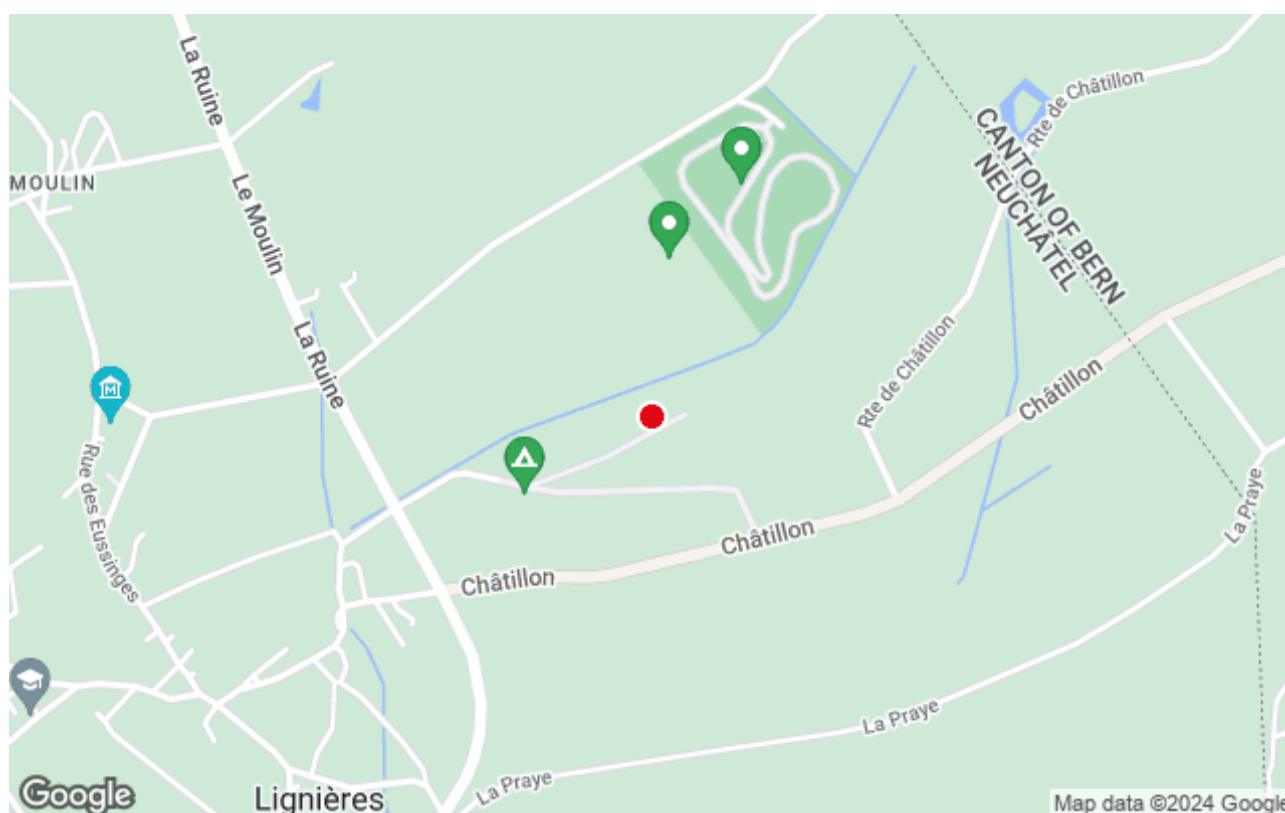 La Ruine
Rte de Châtillon
CANTON OF BERN
NEUCHÂTEL
MOULIN
Le Moulin
La Ruine
Rte de Châtillon
Châtillon
M
Rue des Eussinges
La Praye
Châtillon
Châtillon
La Praye
La Praye
Google
Lignières
Map data ©2024 Google